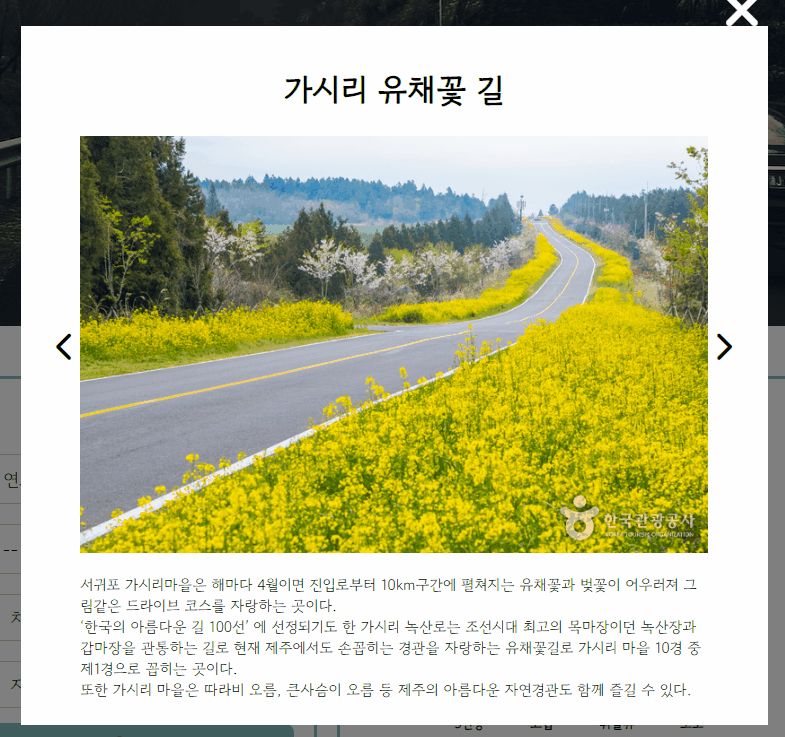 가시리 유채꽃 길
한국관광공사
KOREA TOURISM ORGANIZATION
서귀포 가시리마을은 해마다 4월이면 진입로부터 10km구간에 펼쳐지는 유채꽃과 벚꽃이 어우러져 그
림같은 드라이브 코스를 자랑하는 곳이다.
‘한국의 아름다운 길 100선’ 에 선정되기도 한 가시리 녹산로는 조선시대 최고의 목마장이던 녹산장과
갑마장을 관통하는 길로 현재 제주에서도 손꼽히는 경관을 자랑하는 유채꽃길로 가시리 마을 10경 중
제1경으로 꼽히는 곳이다.
또한 가시리 마을은 따라비 오름, 큰사슴이 오름 등 제주의 아름다운 자연경관도 함께 즐길 수 있다.